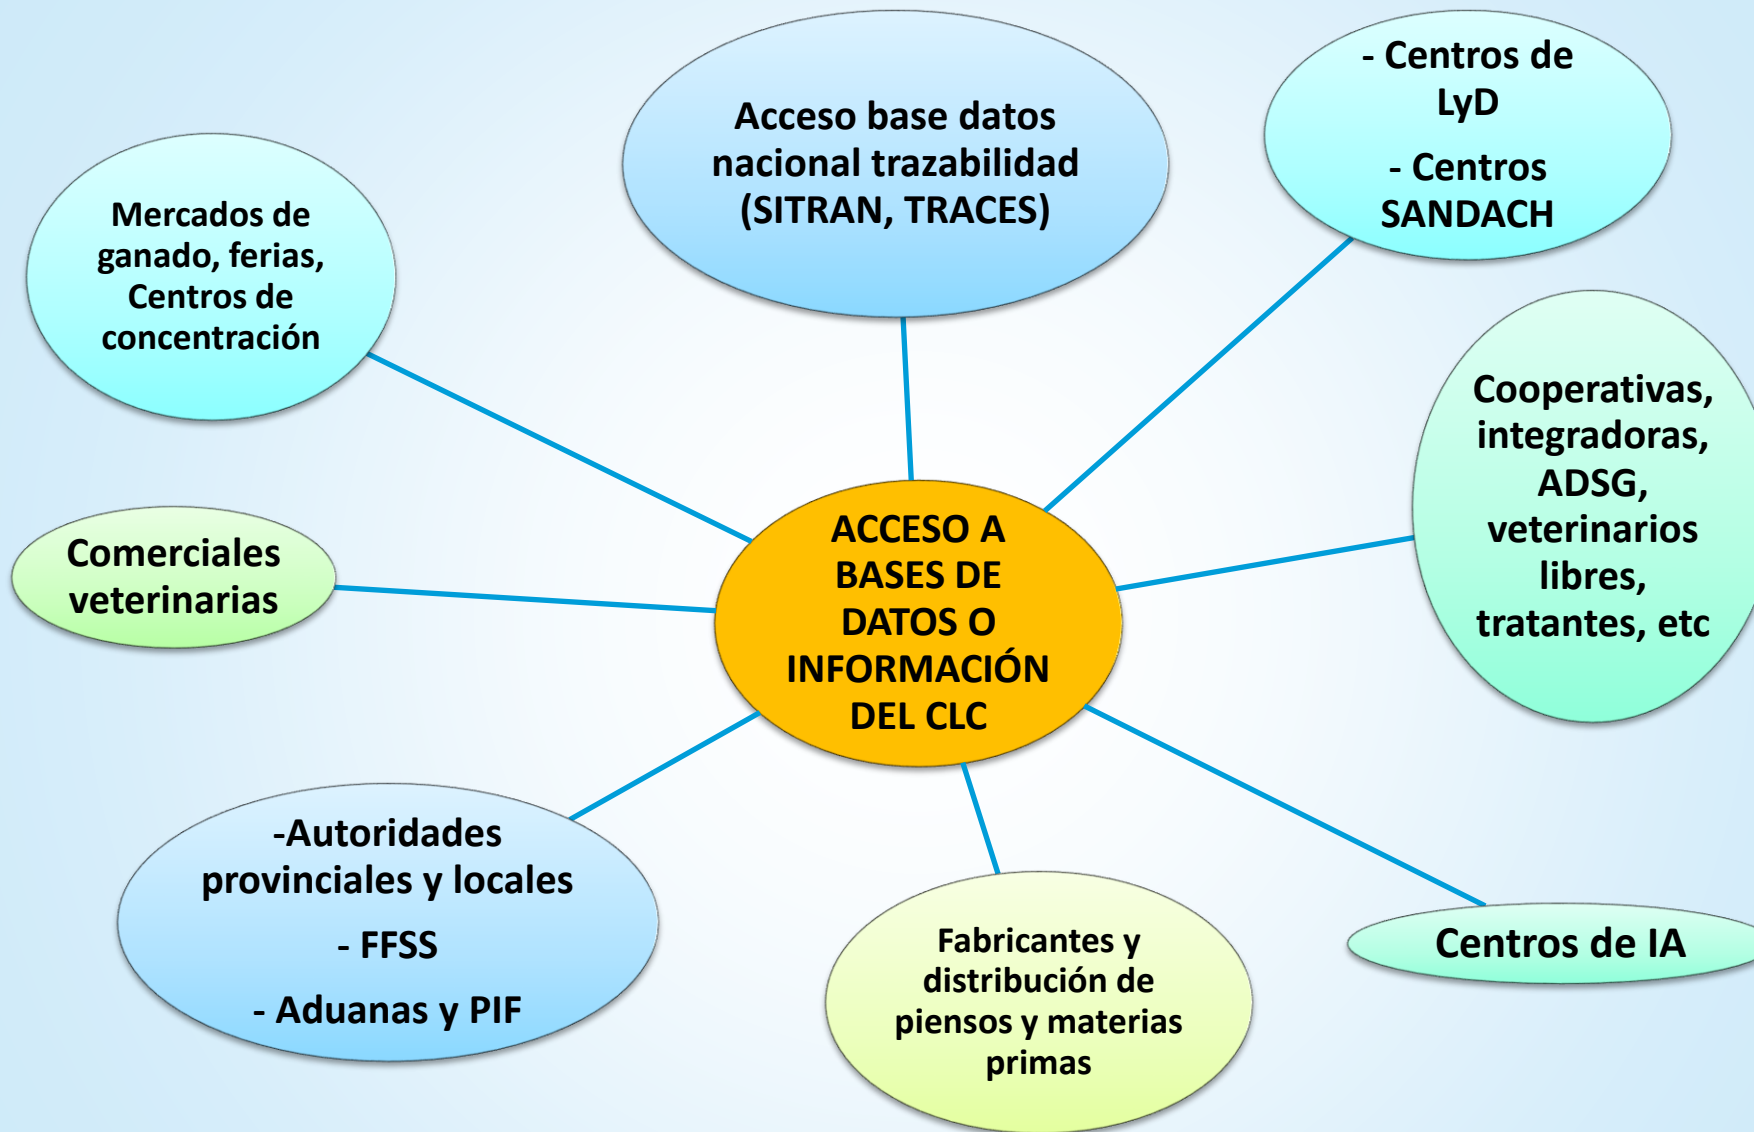 Acceso base datos
nacional trazabilidad
(SITRAN, TRACES)
- Centros de
LyD
- Centros
SANDACH
Mercados de
ganado, ferias,
Centros de
concentración
Cooperativas,
integradoras,
ADSG,
veterinarios
libres,
tratantes, etc
Comerciales
veterinarias
ACCESO A
BASES DE
DATOS O
INFORMACIÓN
DEL CLC
-Autoridades
provinciales y locales
- FFSS
- Aduanas y PIF
Fabricantes y
distribución de
piensos y materias
primas
Centros de IA